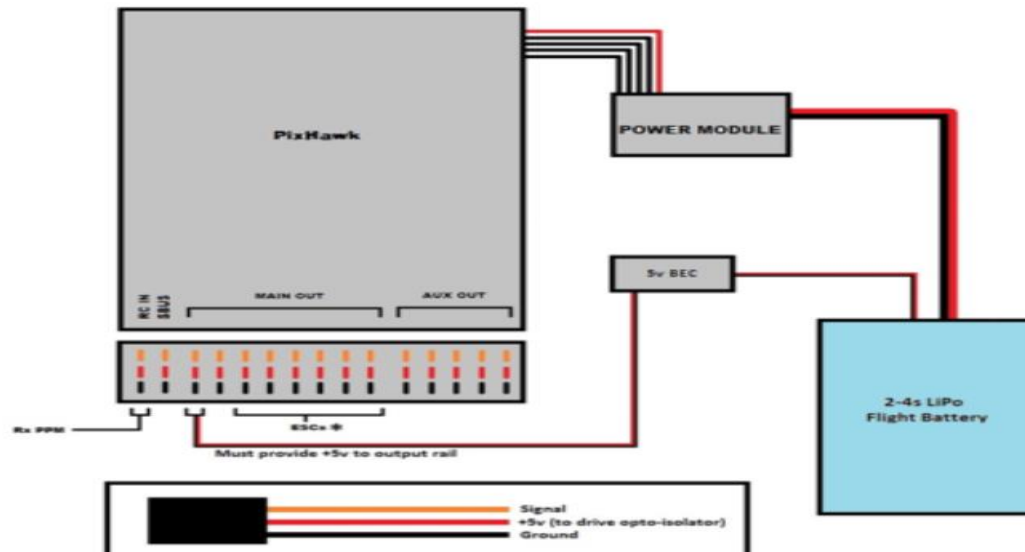 PixHawk
POWER MODULE
5v BEC
RC IN
SBUS
MAIN OUT
AUX OUT
2-4s LiPo
Flight Battery
Rx PPM
ESCs *
Must provide +5v to output rail
Signal
+5v (to drive opto-isolator)
Ground